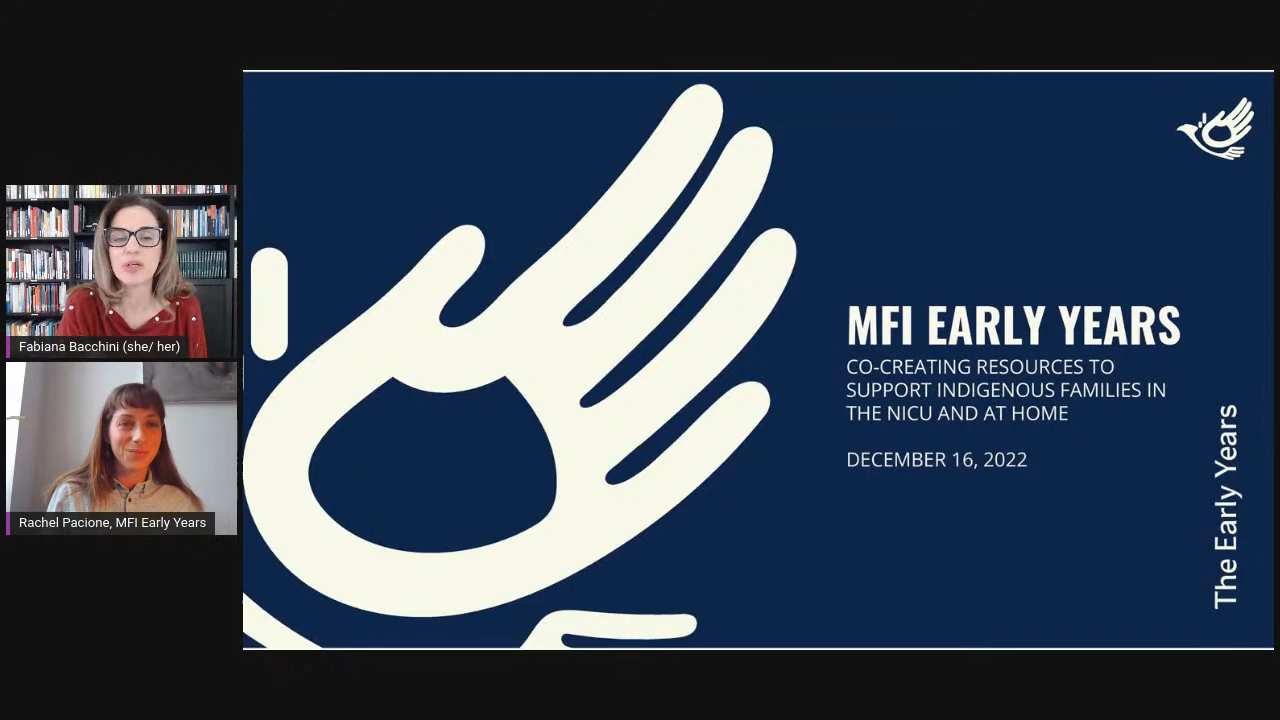 Fabiana Bacchini (she/ her)
Rachel Pacione, MFI Early Years
MFI EARLY YEARS
CO-CREATING RESOURCES TO
SUPPORT INDIGENOUS FAMILIES IN
THE NICU AND AT HOME
DECEMBER 16, 2022
The Early Years